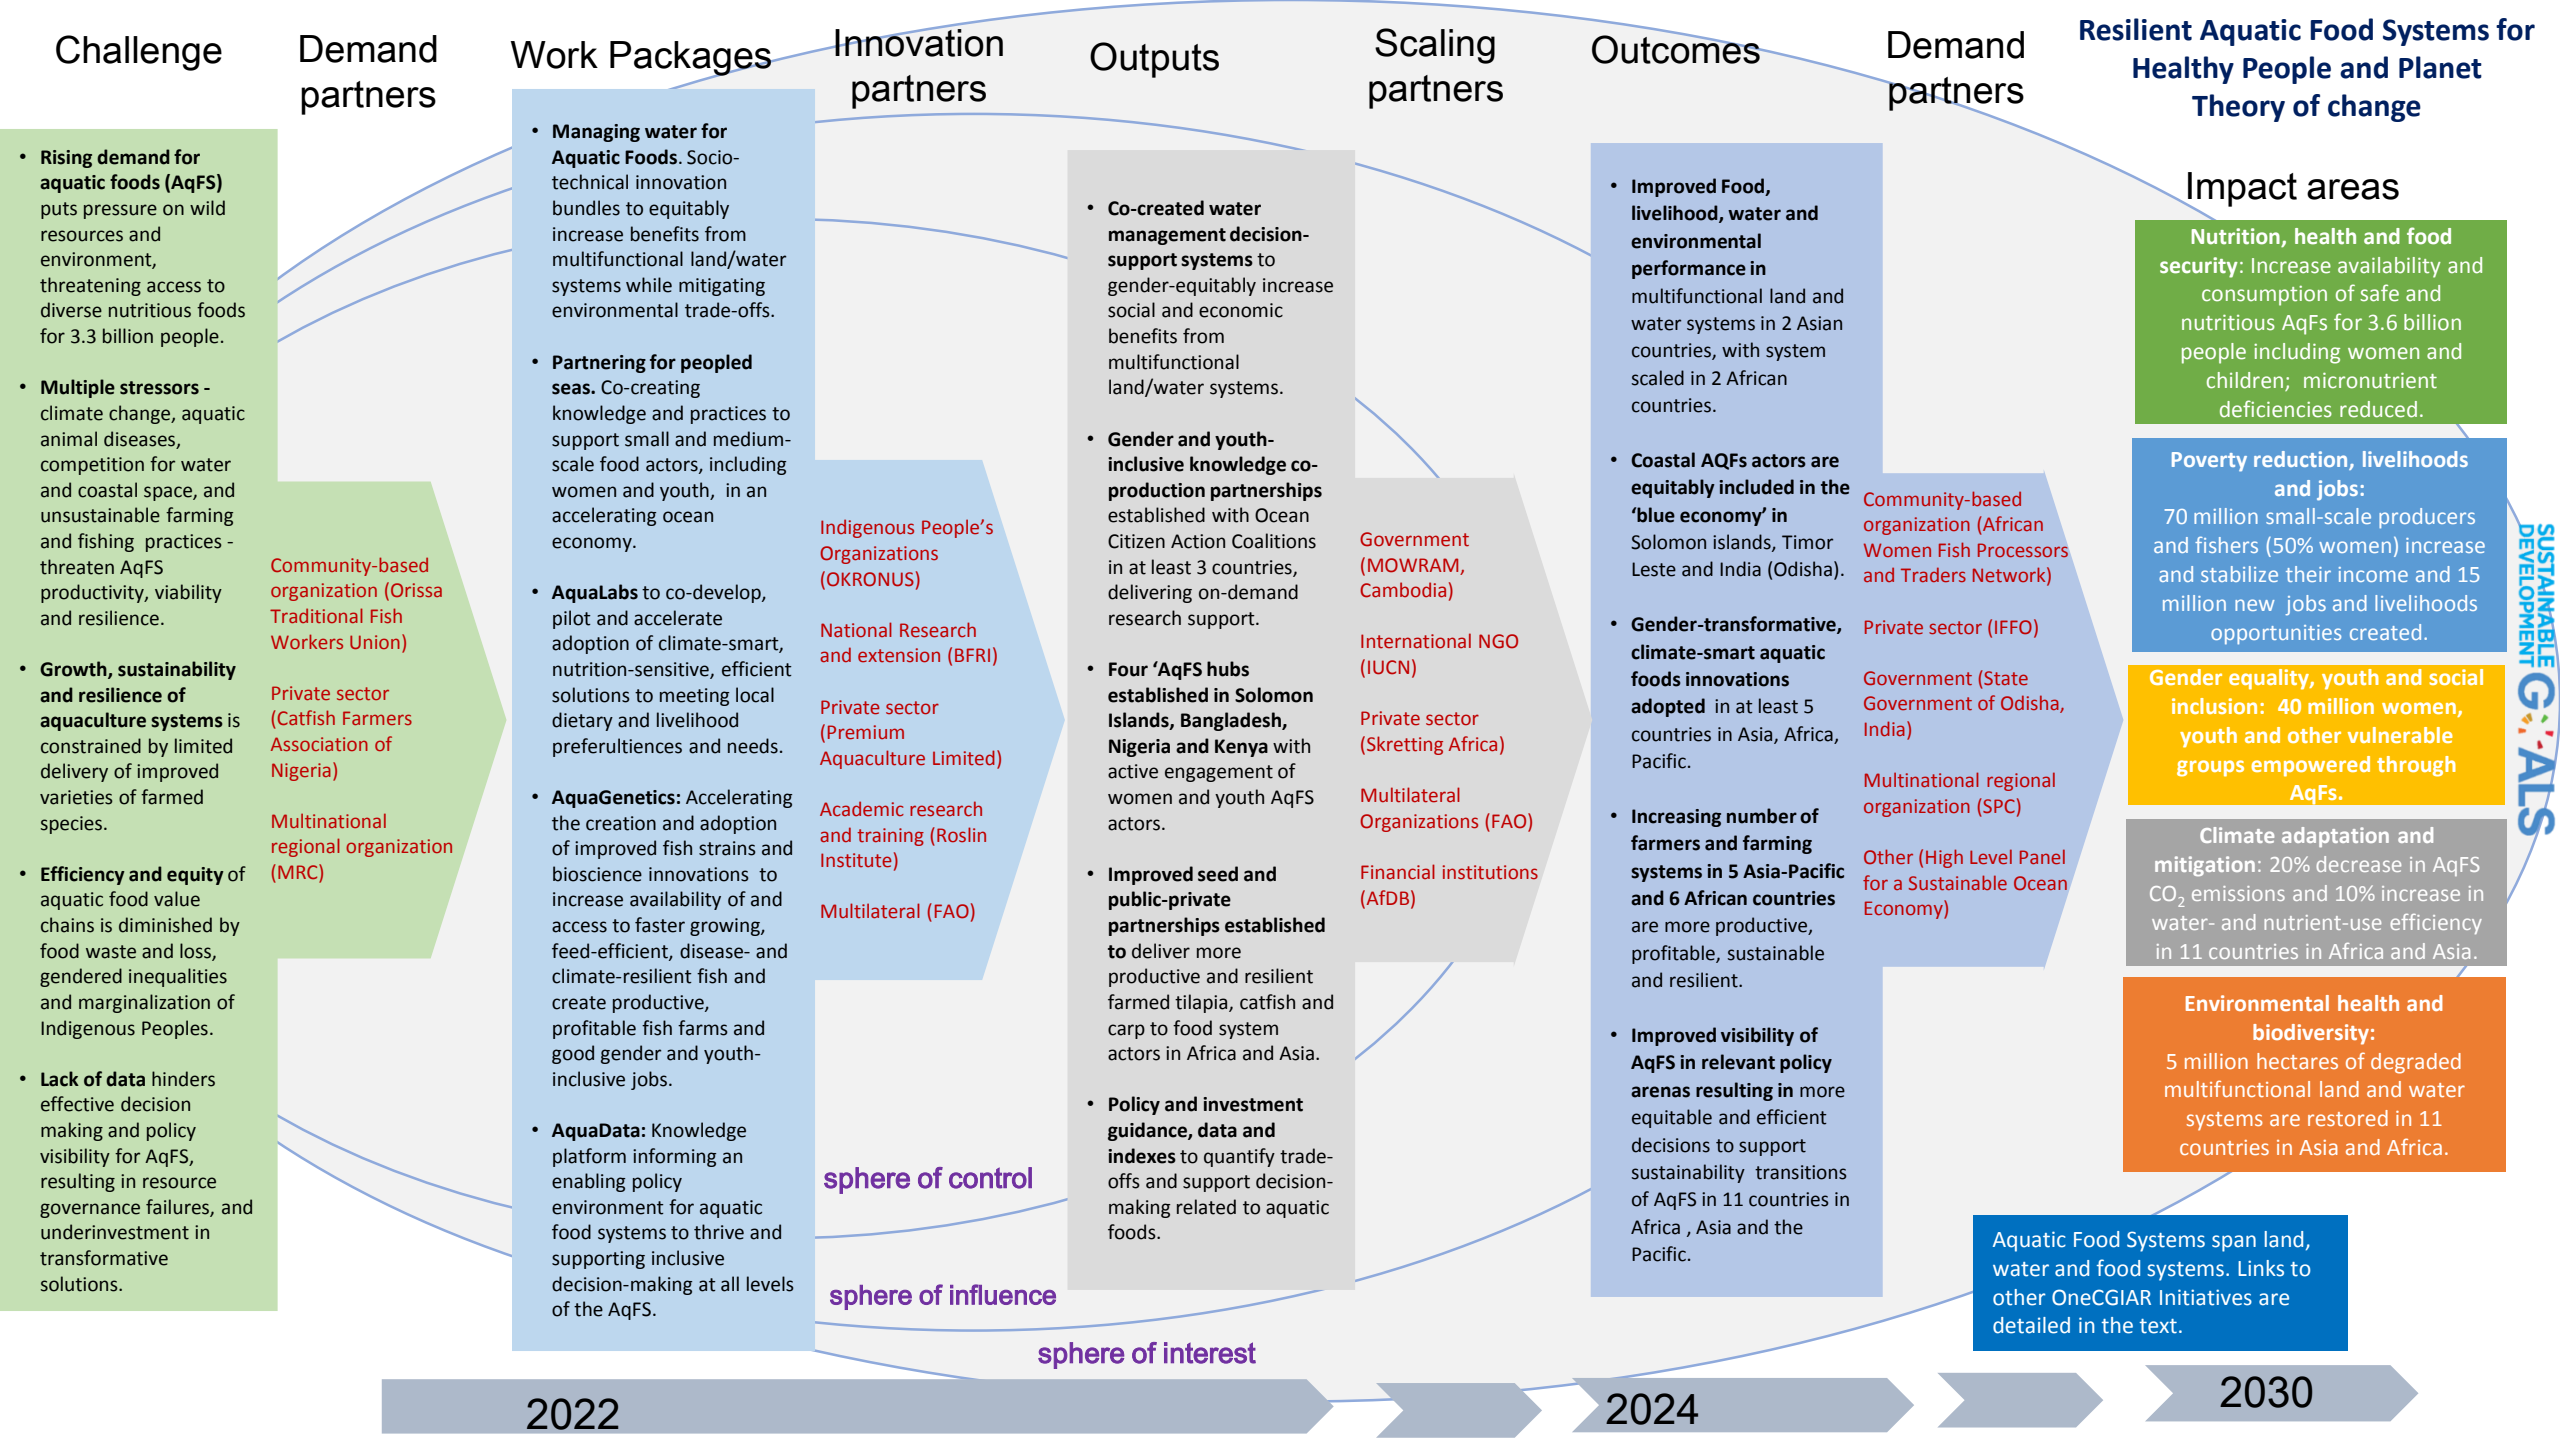 Challenge
Demand
partners
Work Packages
Innovation
partners
Outputs
Scaling
partners
Outcomes
Demand
partners
Resilient Aquatic Food Systems for
Healthy People and Planet
Theory of change
• Rising demand for
aquatic foods (AqFS)
puts pressure on wild
resources and
environment,
threatening access to
diverse nutritious foods
for 3.3 billion people.
• Multiple stressors -
climate change, aquatic
animal diseases,
competition for water
and coastal space, and
unsustainable farming
and fishing practices -
threaten AqFS
productivity, viability
and resilience.
• Growth, sustainability
and resilience of
aquaculture systems is
constrained by limited
delivery of improved
varieties of farmed
species.
• Efficiency and equity of
aquatic food value
chains is diminished by
food waste and loss,
gendered inequalities
and marginalization of
Indigenous Peoples.
• Lack of data hinders
effective decision
making and policy
visibility for AqFS,
resulting in resource
governance failures, and
underinvestment in
transformative
solutions.
Community-based
organization (Orissa
Traditional Fish
Workers Union)
Private sector
(Catfish Farmers
Association of
Nigeria)
Multinational
regional organization
(MRC)
• Managing water for
Aquatic Foods. Socio-
technical innovation
bundles to equitably
increase benefits from
multifunctional land/water
systems while mitigating
environmental trade-offs.
• Partnering for peopled
seas. Co-creating
knowledge and practices to
support small and medium-
scale food actors, including
women and youth, in an
accelerating ocean
economy.
• AquaLabs to co-develop,
pilot and accelerate
adoption of climate-smart,
nutrition-sensitive, efficient
solutions to meeting local
dietary and livelihood
preferultiences and needs.
• AquaGenetics: Accelerating
the creation and adoption
of improved fish strains and
bioscience innovations to
increase availability of and
access to faster growing,
feed-efficient, disease- and
climate-resilient fish and
create productive,
profitable fish farms and
good gender and youth-
inclusive jobs.
• AquaData: Knowledge
platform informing an
enabling policy
environment for aquatic
food systems to thrive and
supporting inclusive
decision-making at all levels
of the AqFS.
Indigenous People's
Organizations
(OKRONUS)
National Research
and extension (BFRI)
Private sector
(Premium
Aquaculture Limited)
Academic research
and training (Roslin
Institute)
Multilateral (FAO)
sphere of control
sphere of influence
sphere of interest
• Co-created water
management decision-
support systems to
gender-equitably increase
social and economic
benefits from
multifunctional
land/water systems.
• Gender and youth-
inclusive knowledge co-
production partnerships
established with Ocean
Citizen Action Coalitions
in at least 3 countries,
delivering on-demand
research support.
• Four ‘AqFS hubs
established in Solomon
Islands, Bangladesh,
Nigeria and Kenya with
active engagement of
women and youth AqFS
actors.
• Improved seed and
public-private
partnerships established
to deliver more
productive and resilient
farmed tilapia, catfish and
carp to food system
actors in Africa and Asia.
• Policy and investment
guidance, data and
indexes to quantify trade-
offs and support decision-
making related to aquatic
foods.
Government
(MOWRAM,
Cambodia)
International NGO
(IUCN)
Private sector
(Skretting Africa)
Multilateral
Organizations (FAO)
Financial institutions
(AfDB)
• Improved Food,
livelihood, water and
environmental
performance in
multifunctional land and
water systems in 2 Asian
countries, with system
scaled in 2 African
countries.
• Coastal AQFs actors are
equitably included in the
‘blue economy’ in
Solomon islands, Timor
Leste and India (Odisha).
• Gender-transformative,
climate-smart aquatic
foods innovations
adopted in at least 5
countries in Asia, Africa,
Pacific.
• Increasing number of
farmers and farming
systems in 5 Asia-Pacific
and 6 African countries
are more productive,
profitable, sustainable
and resilient.
• Improved visibility of
AqFS in relevant policy
arenas resulting in more
equitable and efficient
decisions to support
sustainability transitions
of AqFS in 11 countries in
Africa , Asia and the
Pacific.
Community-based
organization (African
Women Fish Processors
and Traders Network)
Private sector (IFFO)
Government (State
Government of Odisha,
India)
Multinational regional
organization (SPC)
Other (High Level Panel
for a Sustainable Ocean
Economy)
Impact areas
Nutrition, health and food
security: Increase availability and
consumption of safe and
nutritious AqFs for 3.6 billion
people including women and
children; micronutrient
deficiencies reduced.
Poverty reduction, livelihoods
and jobs:
70 million small-scale producers
and fishers (50% women) increase
and stabilize their income and 15
million new jobs and livelihoods
opportunities created.
Gender equality, youth and social
inclusion: 40 million women,
youth and other vulnerable
groups empowered through
AqFs.
Climate adaptation and
mitigation: 20% decrease in AqFS
CO₂ emissions and 10% increase in
water- and nutrient-use efficiency
in 11 countries in Africa and Asia.
Environmental health and
biodiversity:
5 million hectares of degraded
multifunctional land and water
systems are restored in 11
countries in Asia and Africa.
SUSTAINABLE
DEVELOPMENT
GOALS
Aquatic Food Systems span land,
water and food systems. Links to
other OneCGIAR Initiatives are
detailed in the text.
2022
2024
2030